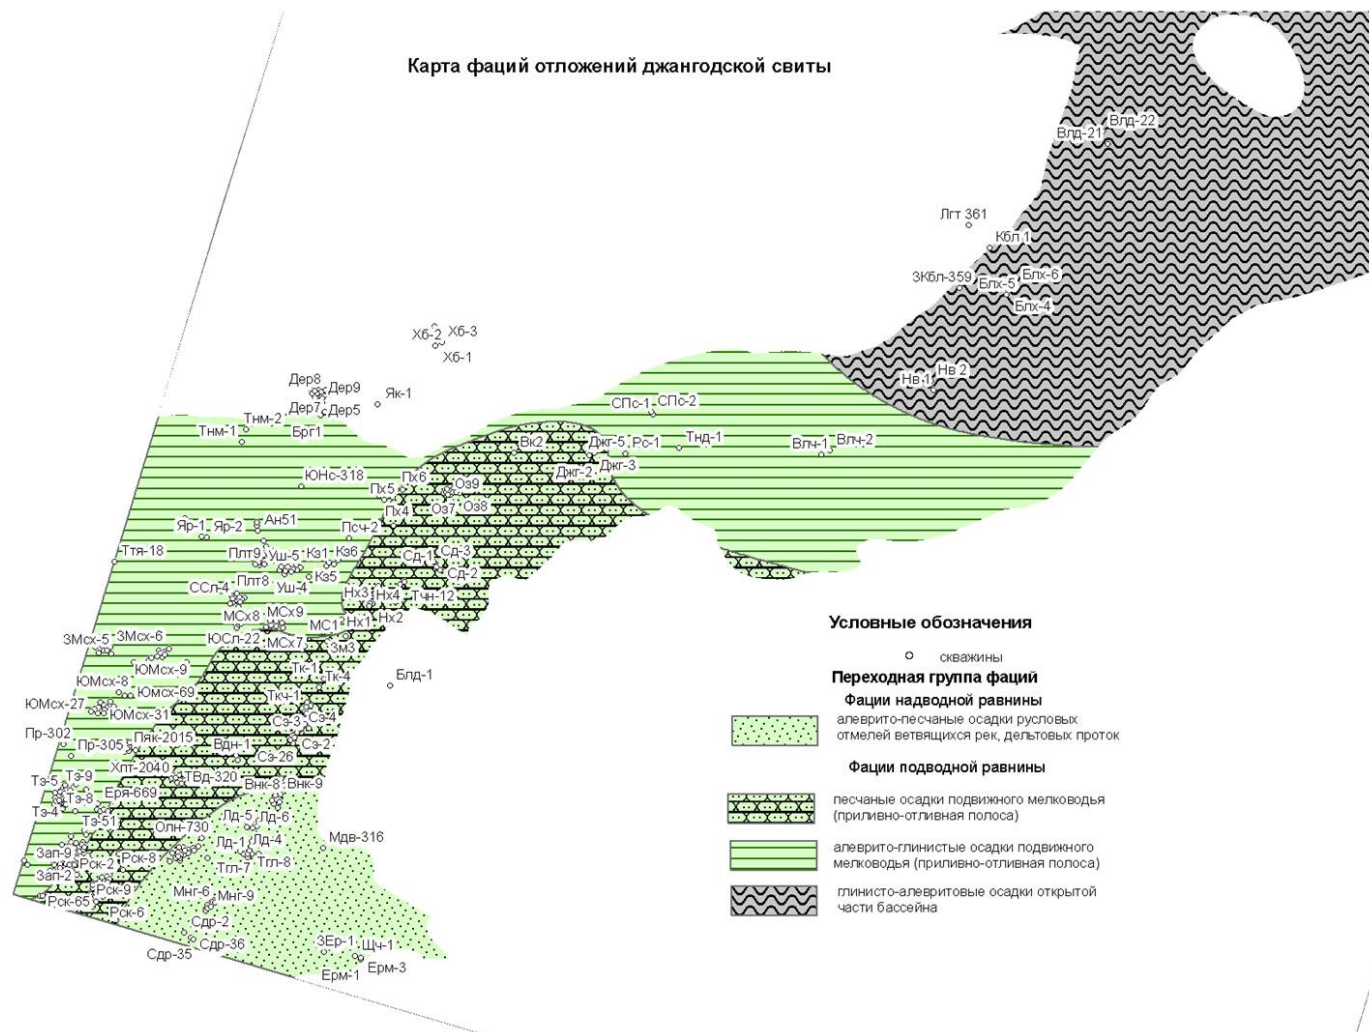 Карта фаций отложений джангодской свиты
Влд-22
Влд-21
Лгт 361
Кбл 1
Блх-6
ЗКбл-359
Блх-5
Блх-4
Хб-2
Хб-3
Хб-1
Нв 2
Нв 1
Дер8
Дер9
Як-1
Дер7
Дер5
СПс-1
СПс-2
Тнм-2
Тнм-1
Брг1
Вк2
Джг-5
Рс-1
Тнд-1
Влч-1
Влч-2
Джг-2
Джг-3
ЮНс-318
Пх6
Пх5
Оз9
Пх4
Оз7
Оз8
Яр-1
Яр-2
Ан51
Псч-2
Ття-18
Плт9
Уш-5
Кз1
Кз6
Сд-1
Сд-3
Сд-2
ССл-4
Плт8
Уш-4
Кз5
Нх3
Нх4
Тчн-12
МСх8
МСх9
МС1
Нх1
Нх2
ЗМсх-5
ЗМсх-6
ЮСл-22
МСх7
Зм3
ЮМсх-9
Тк-1
Тк-4
Блд-1
ЮМсх-8
ЮМсх-69
Ткч-1
ЮМсх-27
ЮМсх-31
Сз-3
Сз-4
Пр-302
Пр-305
Пяк-2015
Вдн-1
Сз-2
Сз-26
Хпт-2040
ТВд-320
Тэ-5
Тэ-9
Внк-8
Внк-9
Тэ-8
Еря-669
Тэ-4
Тэ-51
Олн-730
Лд-5
Лд-6
Лд-1
Лд-4
Мдв-316
Зап-9
Рск-2
Рск-8
Тгл-7
Тгл-8
Зап-2
Рск-9
Мнг-6
Мнг-9
Рск-65
Рск-6
Сдр-2
Сдр-36
Сдр-35
ЗЕр-1
Щч-1
Ерм-1
Ерм-3
Условные обозначения
скважины
Переходная группа фаций
Фации надводной равнины
алеврито-песчаные осадки русловых
отмелей ветвящихся рек, дельтовых проток
Фации подводной равнины
песчаные осадки подвижного мелководья
(приливно-отливная полоса)
алеврито-глинистые осадки подвижного
мелководья (приливно-отливная полоса)
глинисто-алевритовые осадки открытой
части бассейна